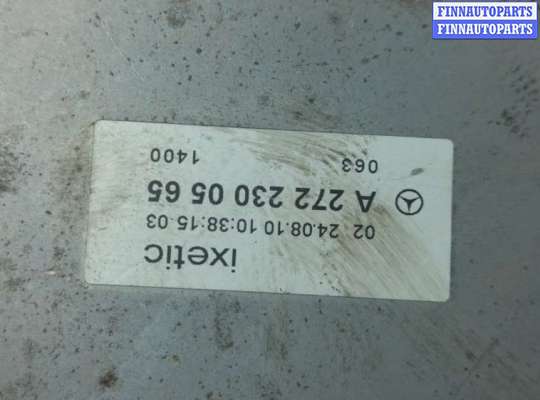 FINNAUTOPARTS
FINNAUTOPARTS
ixetic
02 24.08.10 10:38:15 03
A 272 230 05 65
063 1400